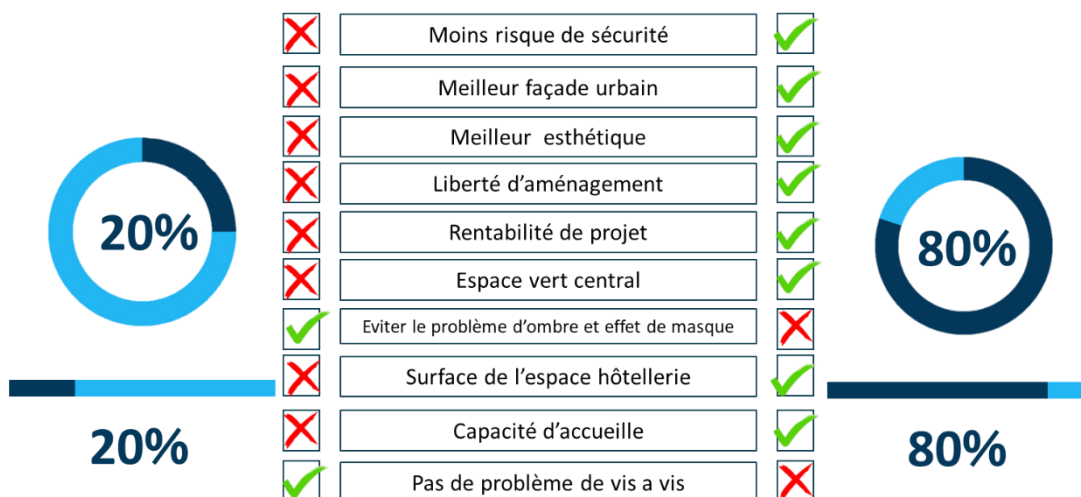 Moins risque de sécurité
Meilleur façade urbain
Meilleur esthétique
Liberté d'aménagement
20%
Rentabilité de projet
80%
Espace vert central
Eviter le problème d'ombre et effet de masque
Surface de l'espace hôtellerie
20%
Capacité d'accueille
80%
Pas de problème de vis a vis